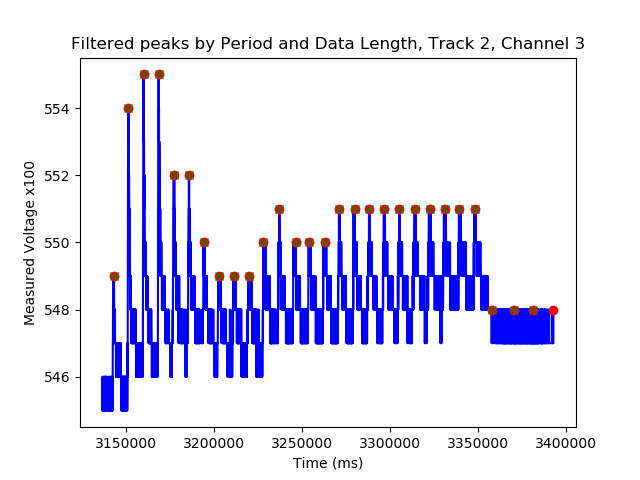 Filtered peaks by Period and Data Length, Track 2, Channel 3
554
552
550
548
546
Measured Voltage x100
3150000 3200000 3250000 3300000 3350000 3400000
Time (ms)